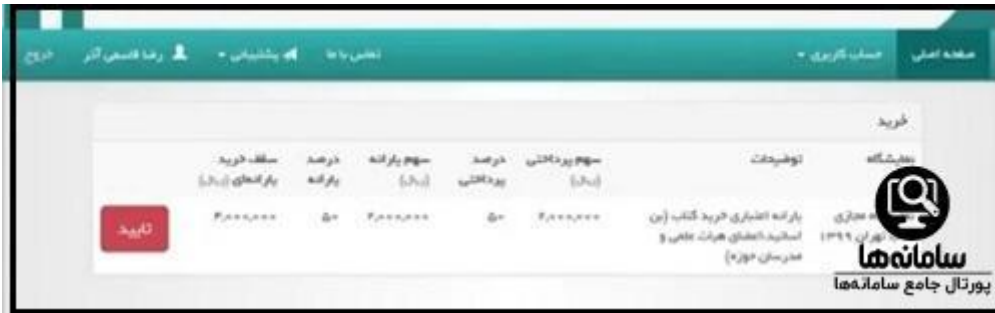 صفحه اصلی حساب کاربری تماس با ما پشتیبانی رضا قاسمی آذر خروج
خرید
نمایشگاه توضیحات سهم پرداختی (ریال) درصد پرداختی سهم یارانه (ریال) درصد یارانه سقف خرید یارانه‌ای (ریال)
مجازی تهران ۱۳۹۹
یارانه اعتباری خرید کتاب (بن
اساتید،اعضای هیات علمی و
مدرسان حوزه)
۲,۰۰۰,۰۰۰ ۵۰ ۲,۰۰۰,۰۰۰ ۵۰ ۴,۰۰۰,۰۰۰
تایید
سامانه‌ها
پورتال جامع سامانه‌ها